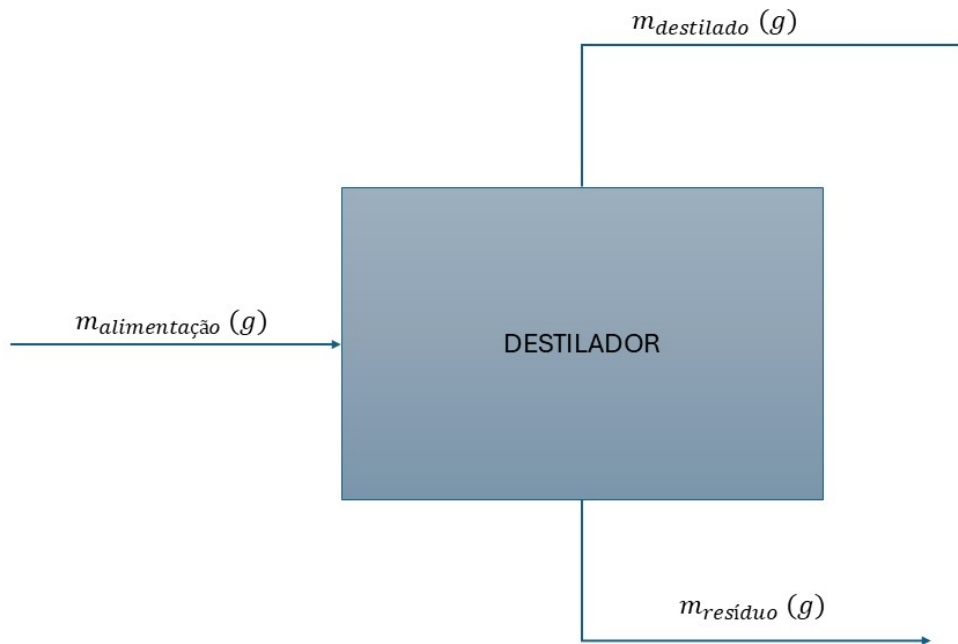 m_destilado (g)
m_alimentação (g)
DESTILADOR
m_resíduo (g)